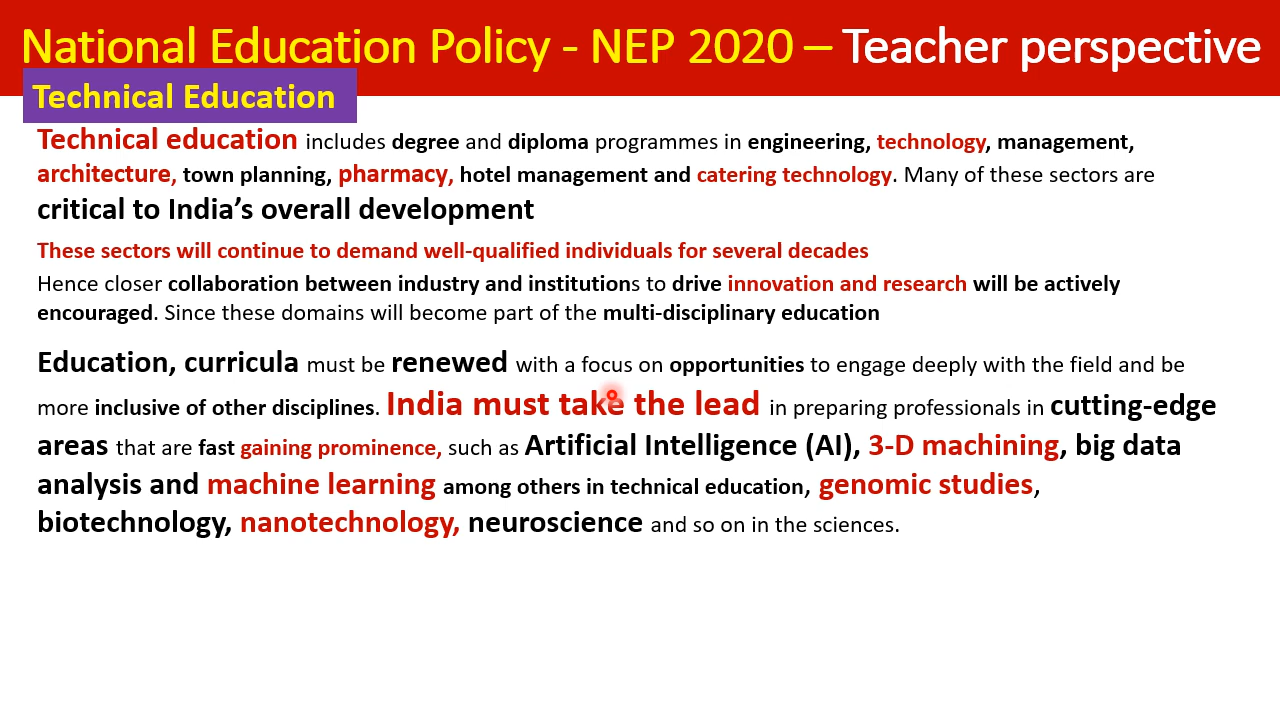 National Education Policy - NEP 2020 – Teacher perspective
Technical Education
Technical education includes degree and diploma programmes in engineering, technology, management,
architecture, town planning, pharmacy, hotel management and catering technology. Many of these sectors are
critical to India’s overall development
These sectors will continue to demand well-qualified individuals for several decades
Hence closer collaboration between industry and institutions to drive innovation and research will be actively
encouraged. Since these domains will become part of the multi-disciplinary education
Education, curricula must be renewed with a focus on opportunities to engage deeply with the field and be
more inclusive of other disciplines. India must take the lead in preparing professionals in cutting-edge
areas that are fast gaining prominence, such as Artificial Intelligence (AI), 3-D machining, big data
analysis and machine learning among others in technical education, genomic studies,
biotechnology, nanotechnology, neuroscience and so on in the sciences.